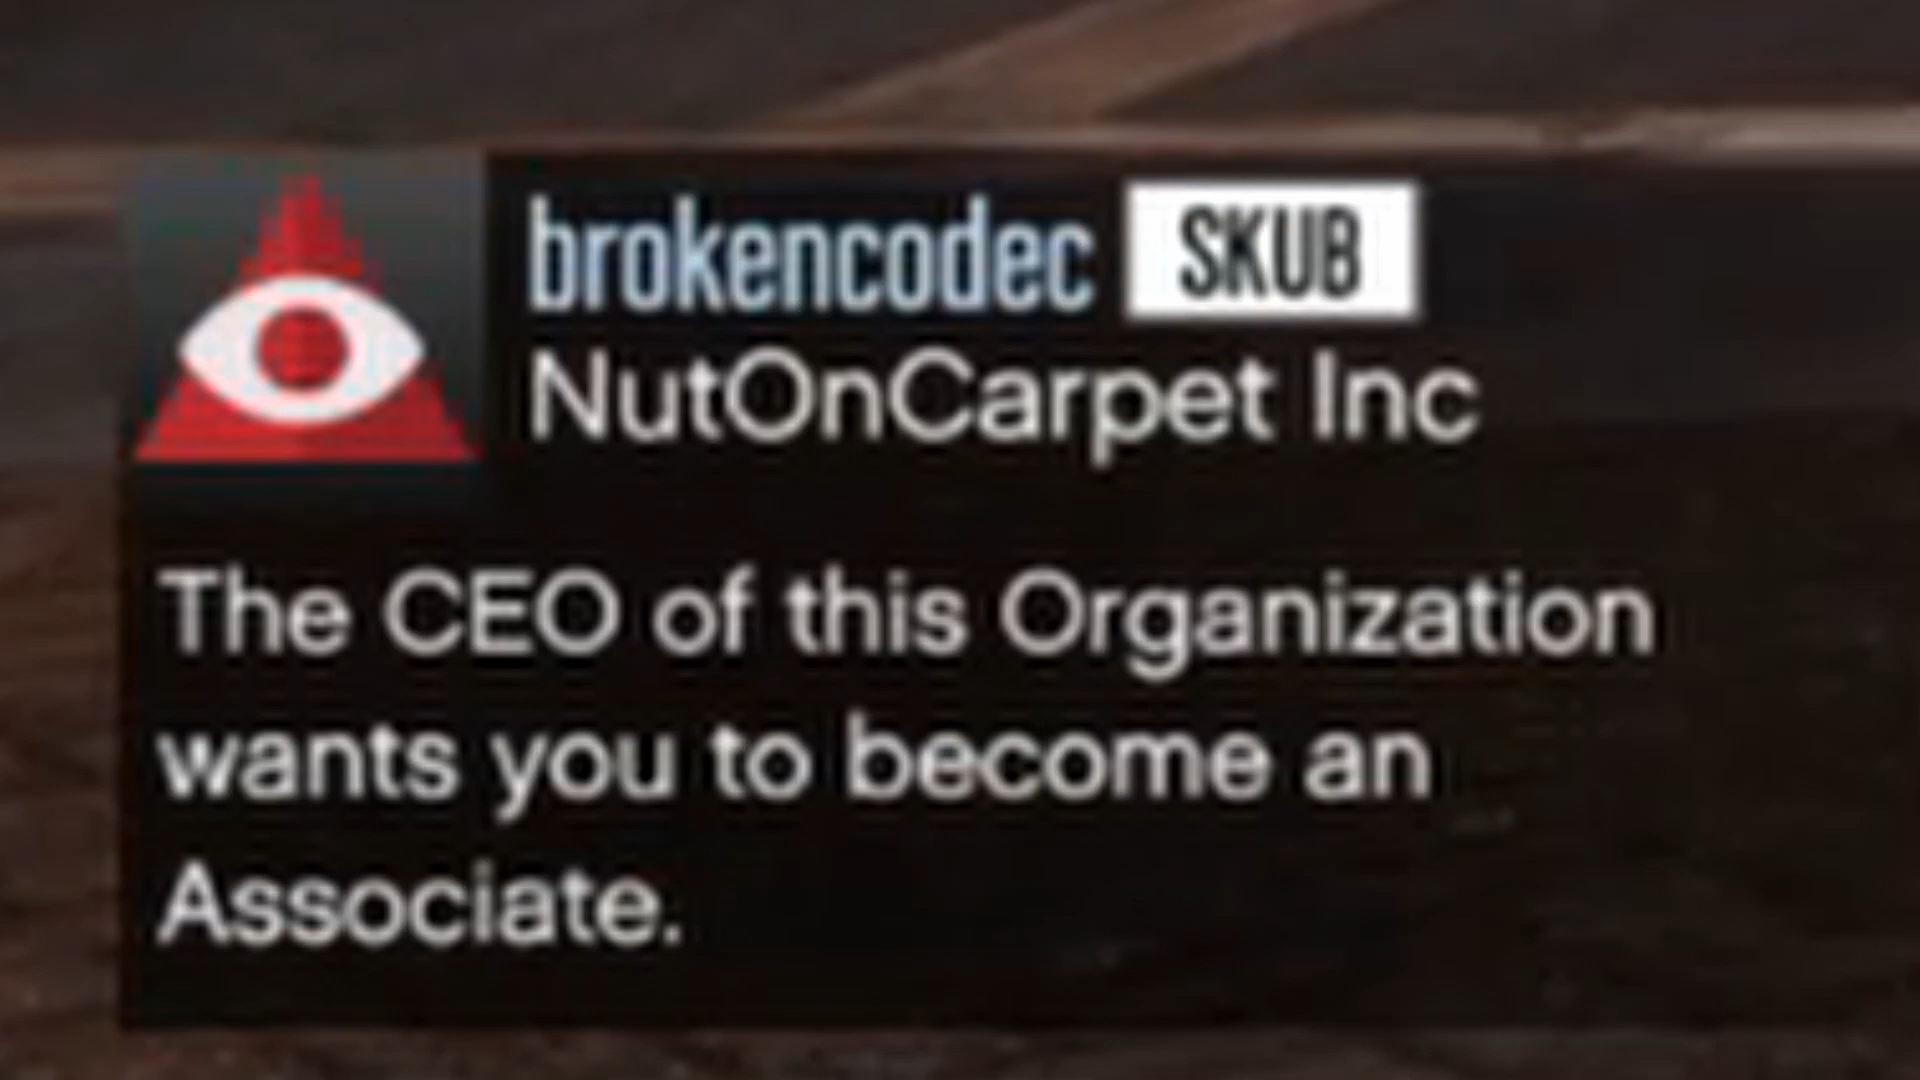 brokencodec SKUB
NutOnCarpet Inc
The CEO of this Organization
wants you to become an
Associate.